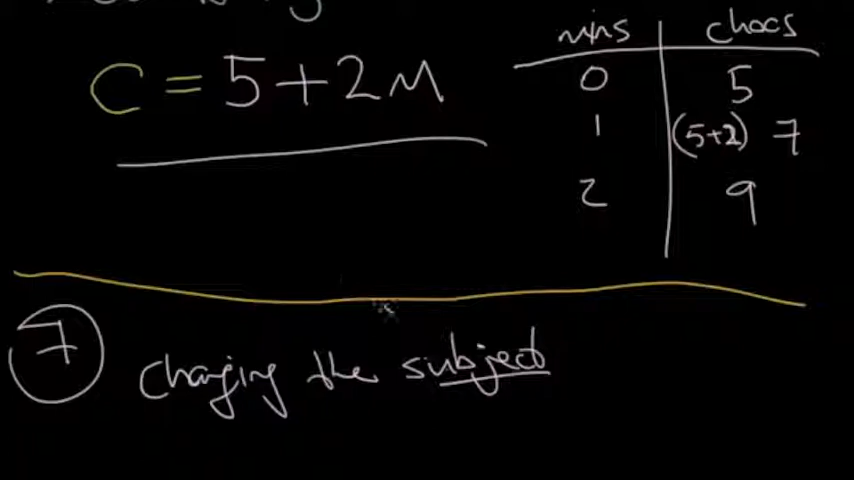 C = 5 + 2M
mins chocs
0 5
1 (5+2) 7
2 9
7 changing the subject